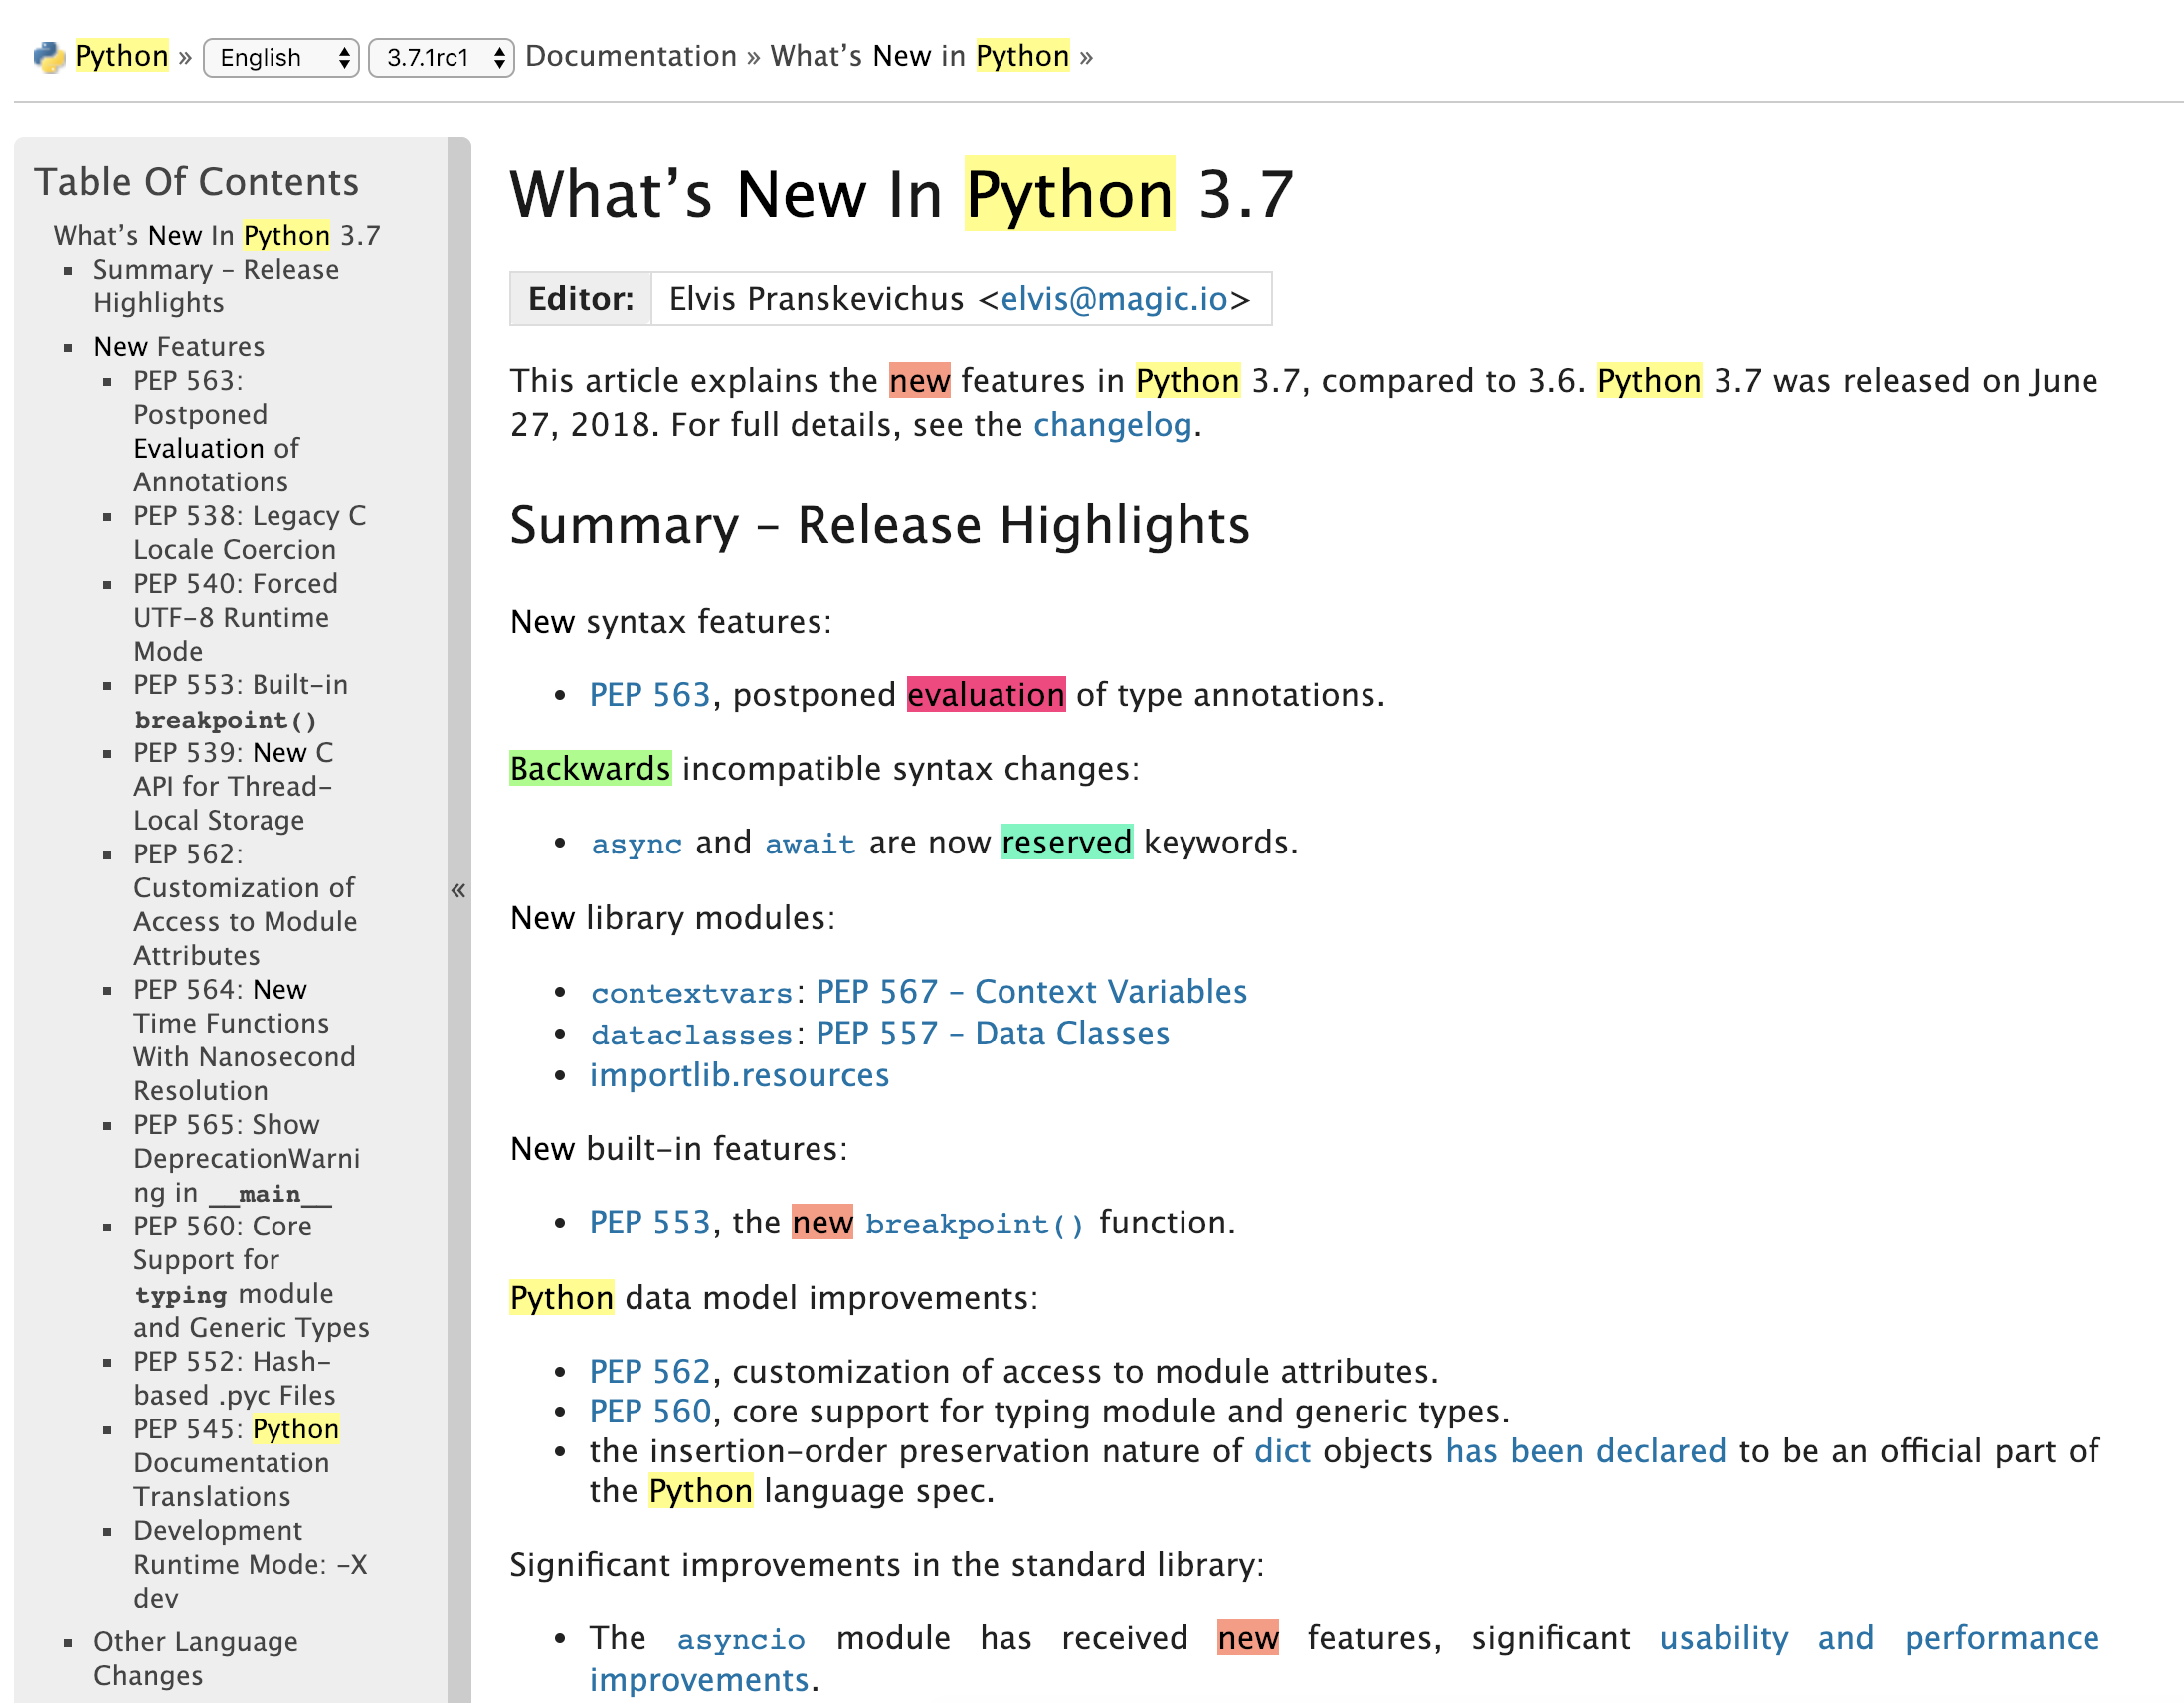 Python » English 3.7.1rc1 Documentation » What’s New in Python »
Table Of Contents
What’s New In Python 3.7
▪ Summary – Release
Highlights
▪ New Features
▪ PEP 563:
Postponed
Evaluation of
Annotations
▪ PEP 538: Legacy C
Locale Coercion
▪ PEP 540: Forced
UTF-8 Runtime
Mode
▪ PEP 553: Built-in
breakpoint()
▪ PEP 539: New C
API for Thread-
Local Storage
▪ PEP 562:
Customization of
Access to Module
Attributes
▪ PEP 564: New
Time Functions
With Nanosecond
Resolution
▪ PEP 565: Show
DeprecationWarni
ng in __main__
▪ PEP 560: Core
Support for
typing module
and Generic Types
▪ PEP 552: Hash-
based .pyc Files
▪ PEP 545: Python
Documentation
Translations
▪ Development
Runtime Mode: -X
dev
▪ Other Language
Changes
«
What’s New In Python 3.7
Editor: Elvis Pranskevichus <elvis@magic.io>
This article explains the new features in Python 3.7, compared to 3.6. Python 3.7 was released on June
27, 2018. For full details, see the changelog.
Summary – Release Highlights
New syntax features:
• PEP 563, postponed evaluation of type annotations.
Backwards incompatible syntax changes:
• async and await are now reserved keywords.
New library modules:
• contextvars: PEP 567 – Context Variables
• dataclasses: PEP 557 – Data Classes
• importlib.resources
New built-in features:
• PEP 553, the new breakpoint() function.
Python data model improvements:
• PEP 562, customization of access to module attributes.
• PEP 560, core support for typing module and generic types.
• the insertion-order preservation nature of dict objects has been declared to be an official part of
the Python language spec.
Significant improvements in the standard library:
• The asyncio module has received new features, significant usability and performance
improvements.